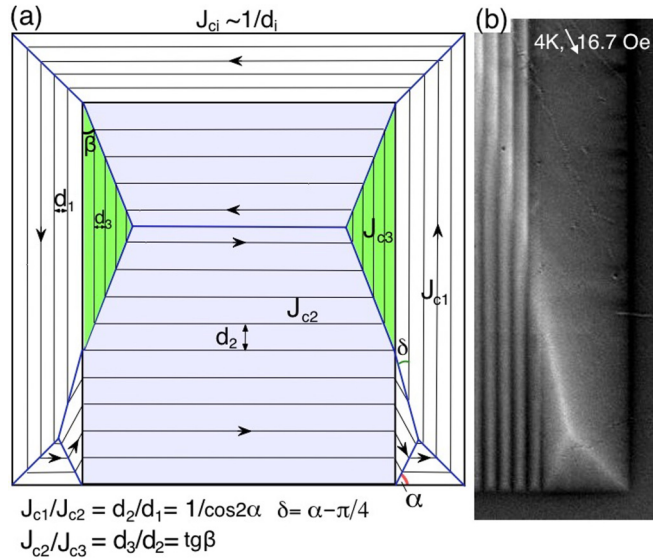 (a)
J_ci ~1/d_i
(b)
4K, 16.7 Oe
β
d_1
d_3
J_c3
J_c1
J_c2
d_2
δ
α
J_c1/J_c2 = d_2/d_1= 1/cos2α   δ= α−π/4
J_c2/J_c3 = d_3/d_2= tgβ